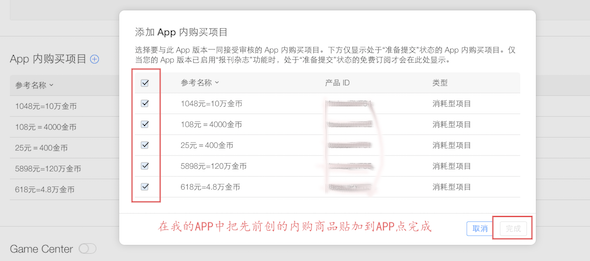 添加 App 内购买项目
选择要与此 App 版本一同接受审核的 App 内购买项目。下方仅显示处于“准备提交”状态的 App 内购买项目。仅
当您的 App 版本已启用“报刊杂志”功能时，处于“准备提交”状态的免费订阅才会在此处显示。
参考名称 产品 ID 类型
1048元=10万金币 消耗型项目
108元 = 4000金币 消耗型项目
25元 = 400金币 消耗型项目
5898元=120万金币 消耗型项目
618元=4.8万金币 消耗型项目
在我的APP中把先前创的内购商品贴加到APP点完成
取消 完成
App 内购买项目
参考名称
1048元=10万金币
108元 = 4000金币
25元 = 400金币
5898元=120万金币
618元=4.8万金币
Game Center